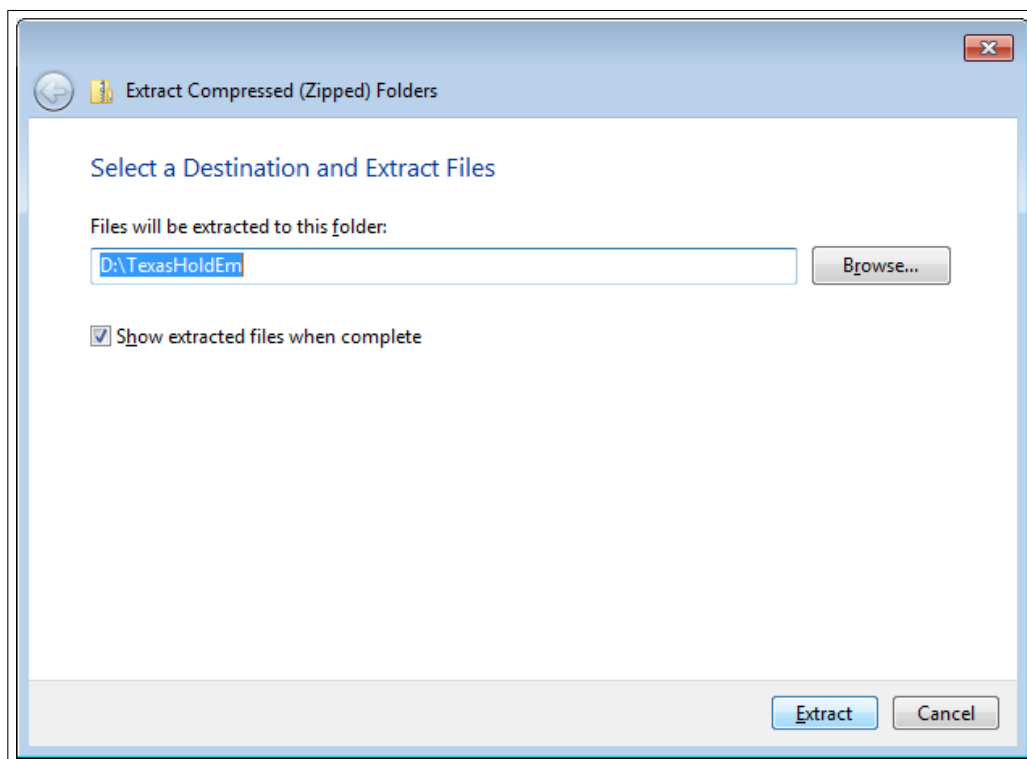 Extract Compressed (Zipped) Folders
Select a Destination and Extract Files
Files will be extracted to this folder:
D:\TexasHoldEm
Browse...
Show extracted files when complete
Extract
Cancel